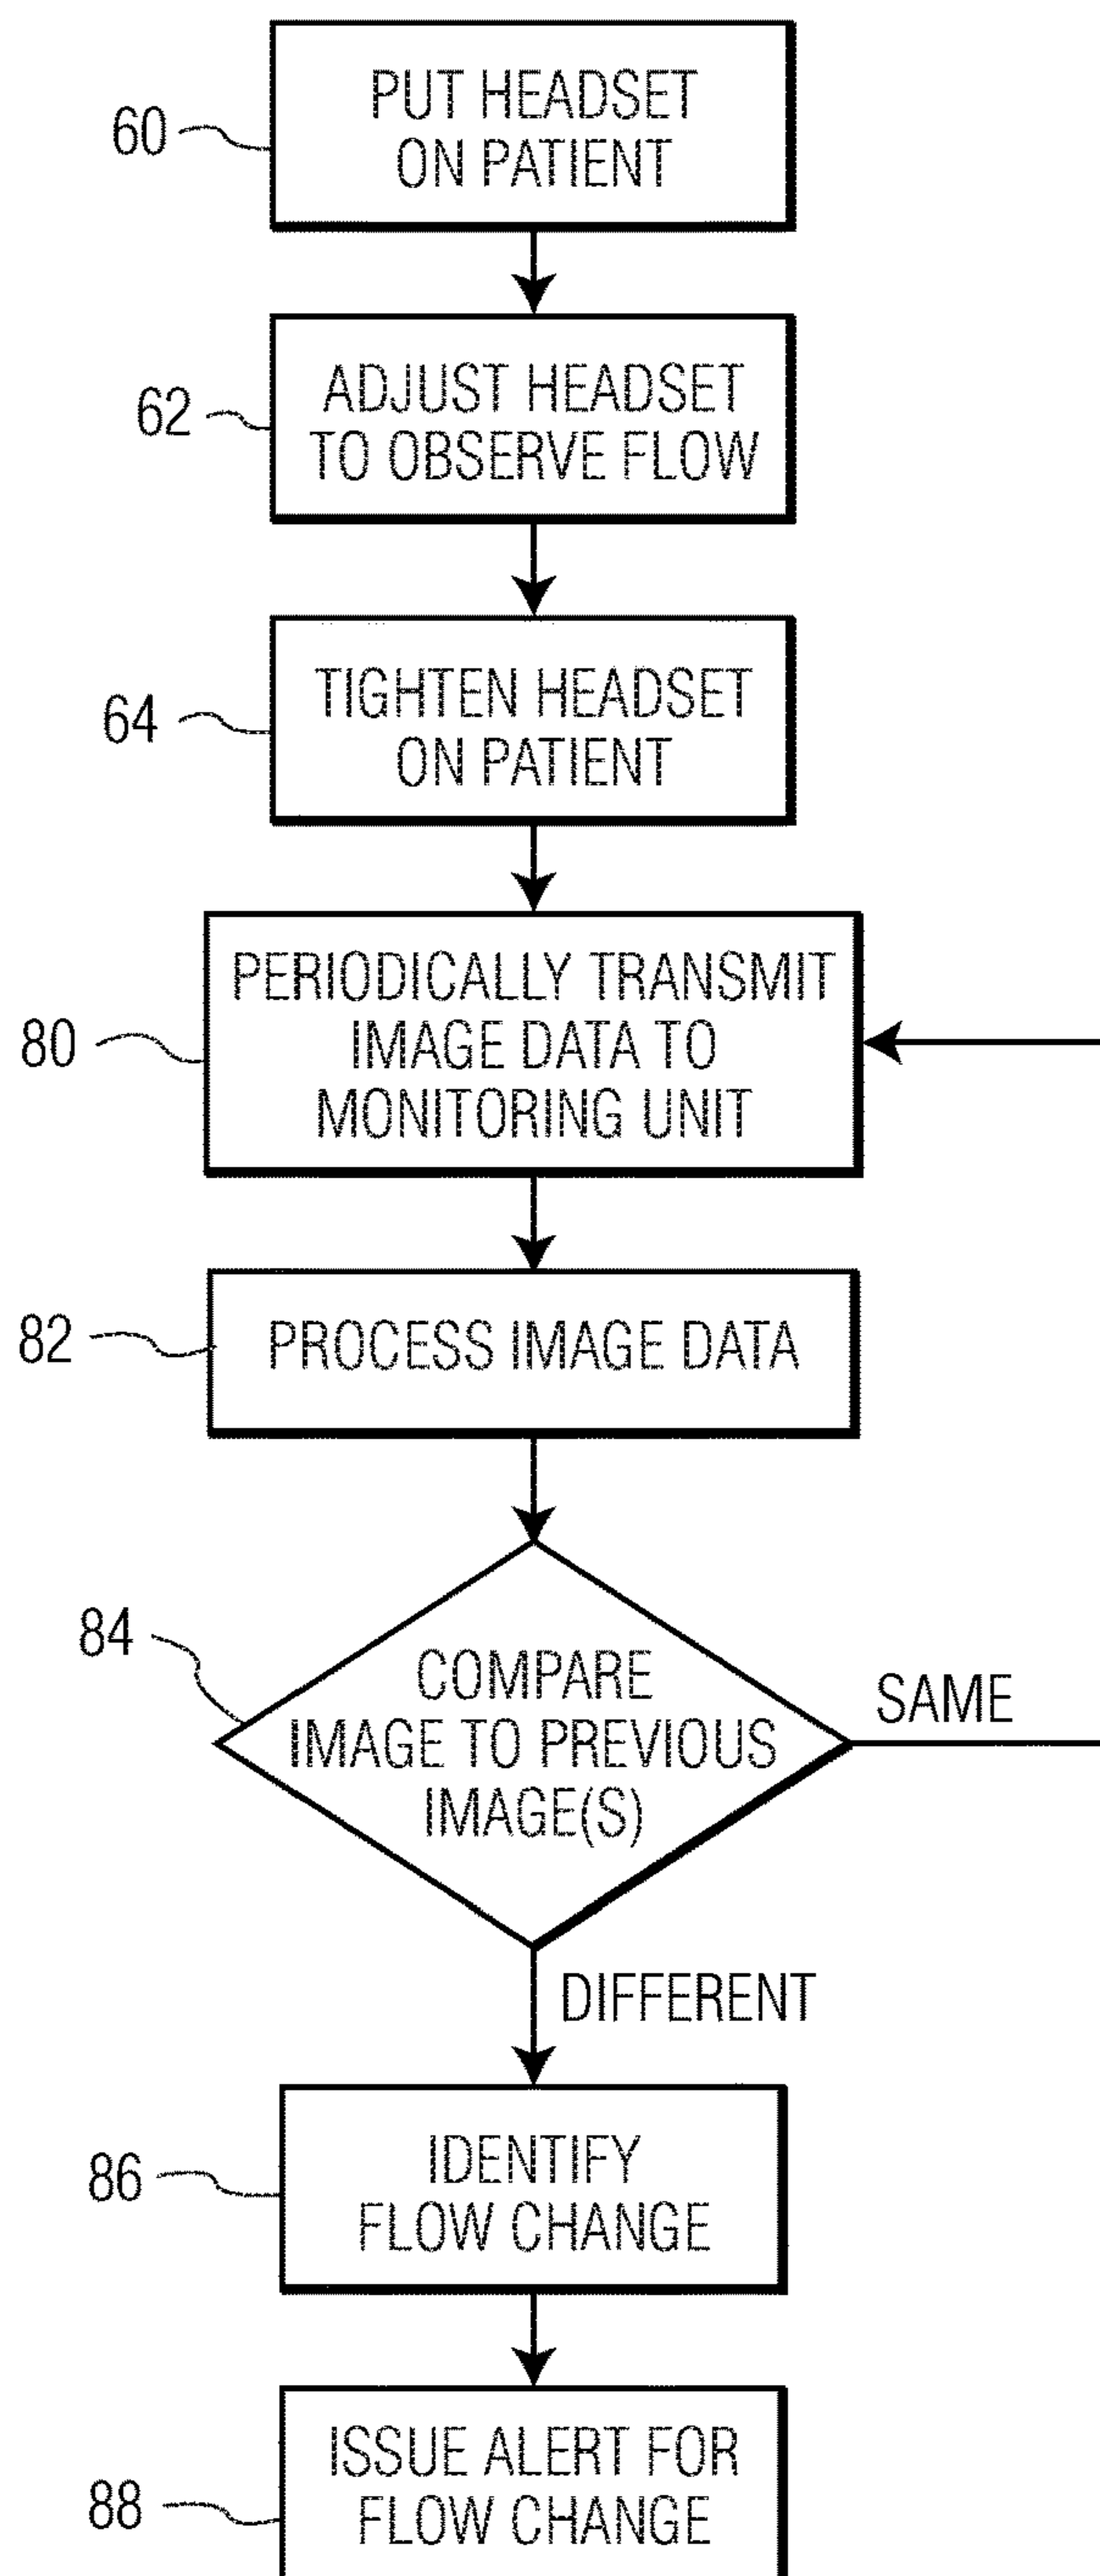 60
PUT HEADSET
ON PATIENT
62
ADJUST HEADSET
TO OBSERVE FLOW
64
TIGHTEN HEADSET
ON PATIENT
80
PERIODICALLY TRANSMIT
IMAGE DATA TO
MONITORING UNIT
82
PROCESS IMAGE DATA
84
COMPARE
IMAGE TO PREVIOUS
IMAGE(S)
SAME
DIFFERENT
86
IDENTIFY
FLOW CHANGE
88
ISSUE ALERT FOR
FLOW CHANGE